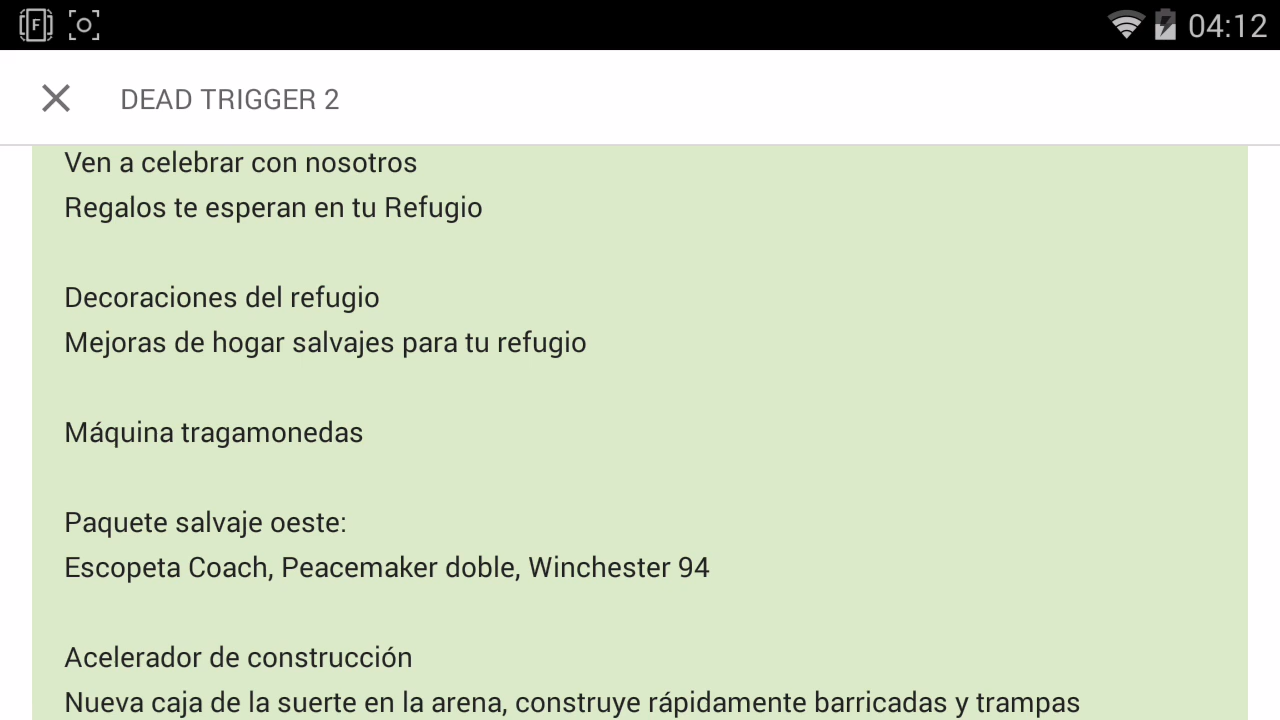 04:12
DEAD TRIGGER 2
Ven a celebrar con nosotros
Regalos te esperan en tu Refugio
Decoraciones del refugio
Mejoras de hogar salvajes para tu refugio
Máquina tragamonedas
Paquete salvaje oeste:
Escopeta Coach, Peacemaker doble, Winchester 94
Acelerador de construcción
Nueva caja de la suerte en la arena, construye rápidamente barricadas y trampas